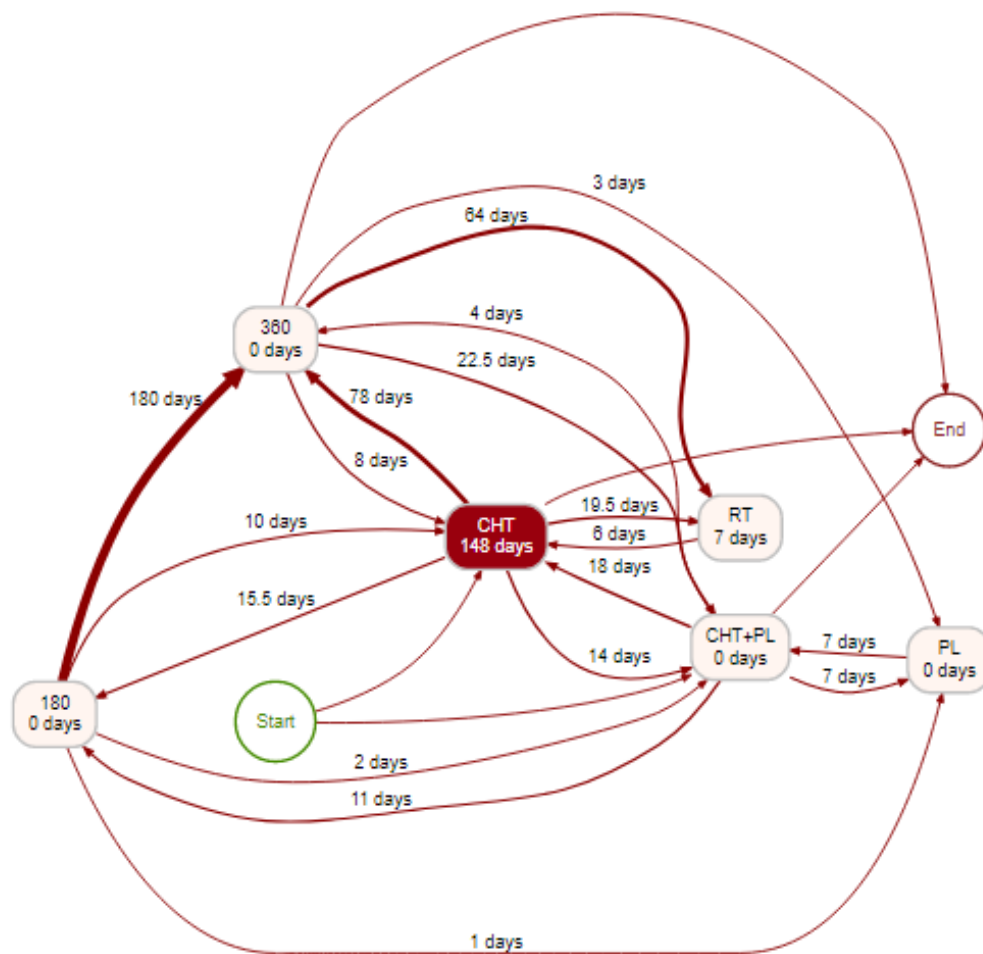 3 days
64 days
4 days
360
0 days
22.5 days
180 days
78 days
End
8 days
CHT
148 days
19.5 days
RT
7 days
10 days
6 days
18 days
15.5 days
CHT+PL
0 days
7 days
PL
0 days
14 days
7 days
180
0 days
Start
2 days
11 days
1 days